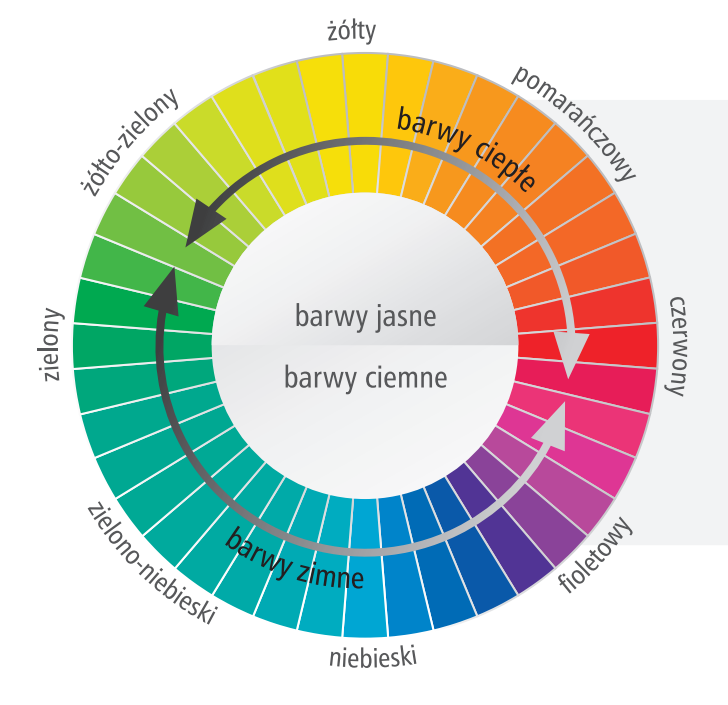 żółty
pomarańczowy
czerwony
fioletowy
niebieski
zielono-niebieski
zielony
żółto-zielony
barwy ciepłe
barwy jasne
barwy ciemne
barwy zimne